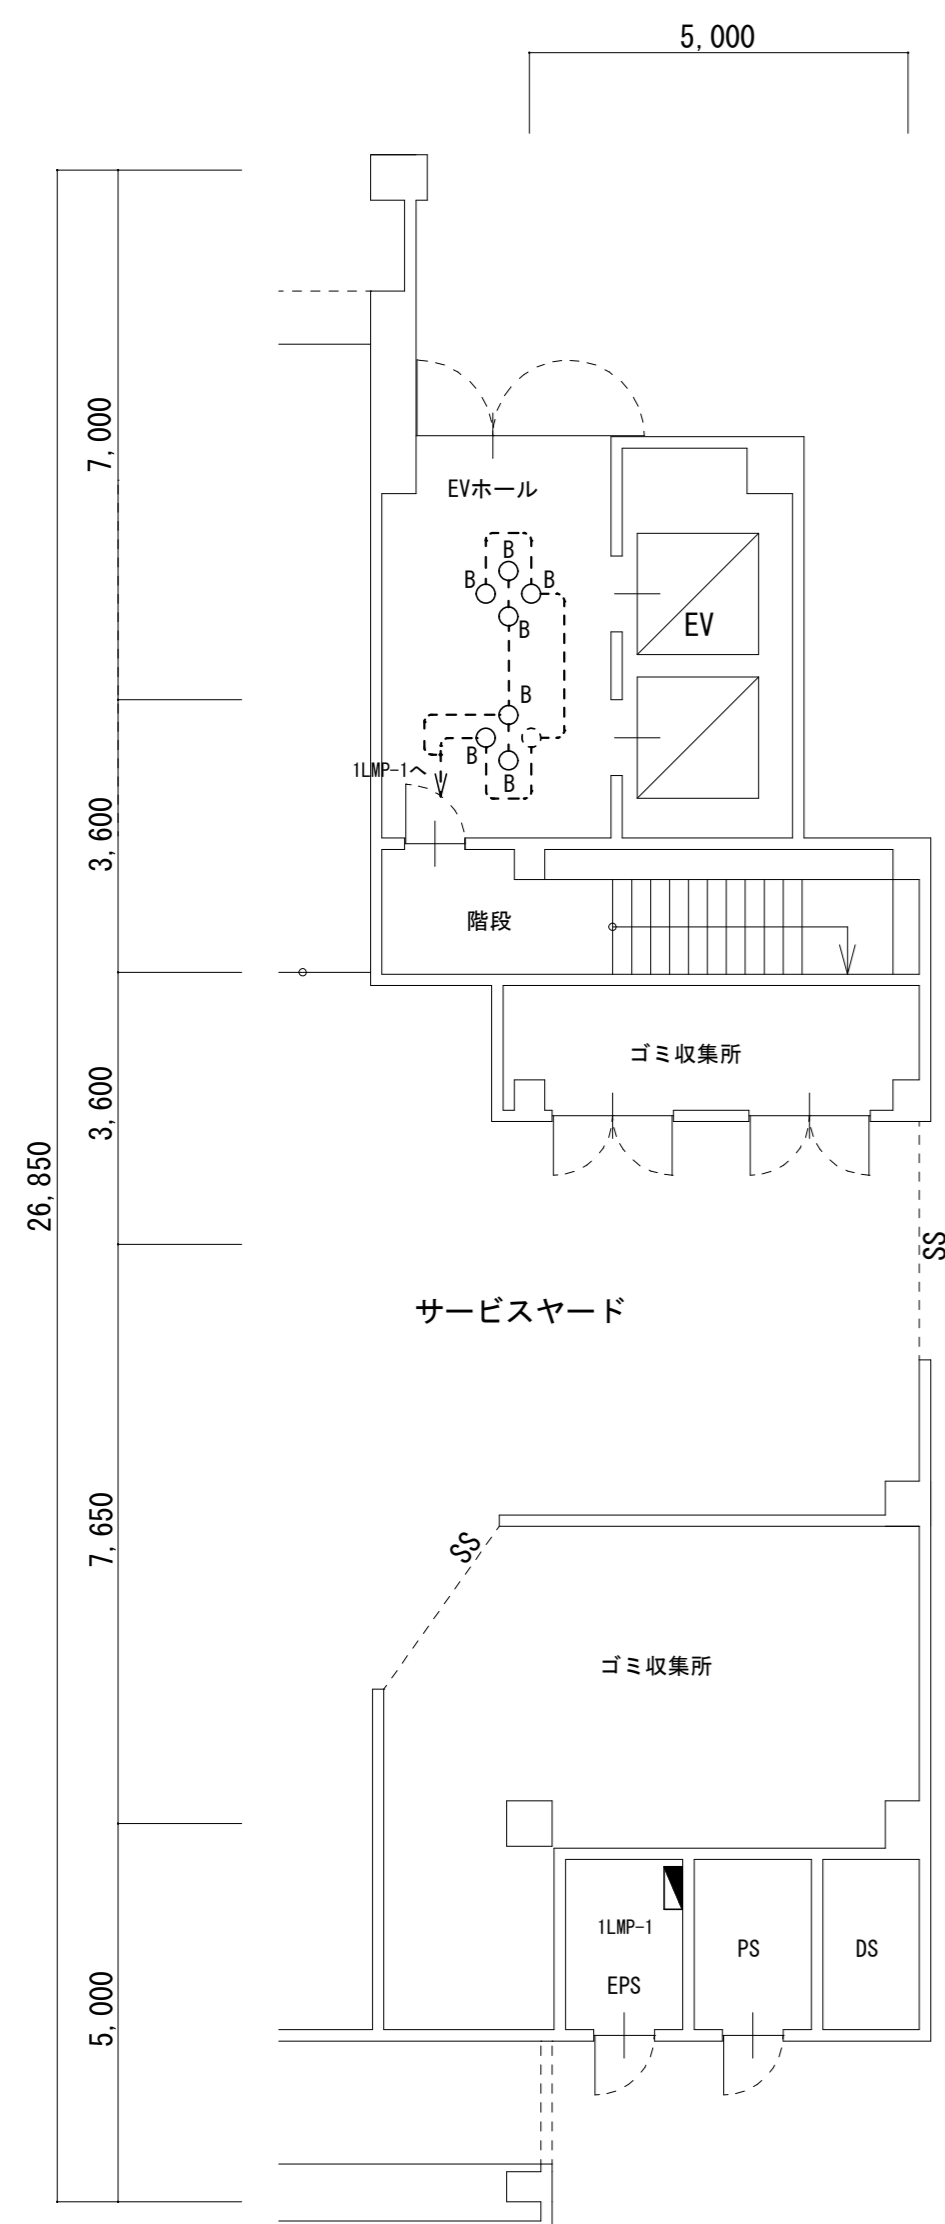 5,000
7,000
EVホール
B
B
B
B
EV
B
B
B
1LMP-1へ
3,600
階段
ゴミ収集所
3,600
26,850
SS
サービスヤード
7,650
SS
ゴミ収集所
1LMP-1
PS
DS
EPS
5,000